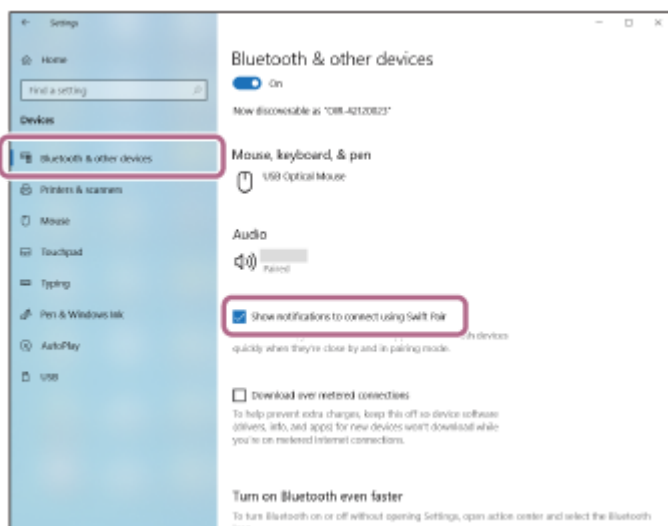 Settings
Home
Find a setting
Devices
Bluetooth & other devices
Printers & scanners
Mouse
Touchpad
Typing
Pen & Windows Ink
AutoPlay
USB
Bluetooth & other devices
On
Now discoverable as
Mouse, keyboard, & pen
USB Optical Mouse
Audio
Paired
Show notifications to connect using Swift Pair
devices
quickly when they're close by and in pairing mode.
Download over metered connections
To help prevent extra charges, keep this off so device software
(drivers, info, and apps) for new devices won't download while
you're on metered Internet connections.
Turn on Bluetooth even faster
To turn Bluetooth on or off without opening Settings, open action center and select the Bluetooth